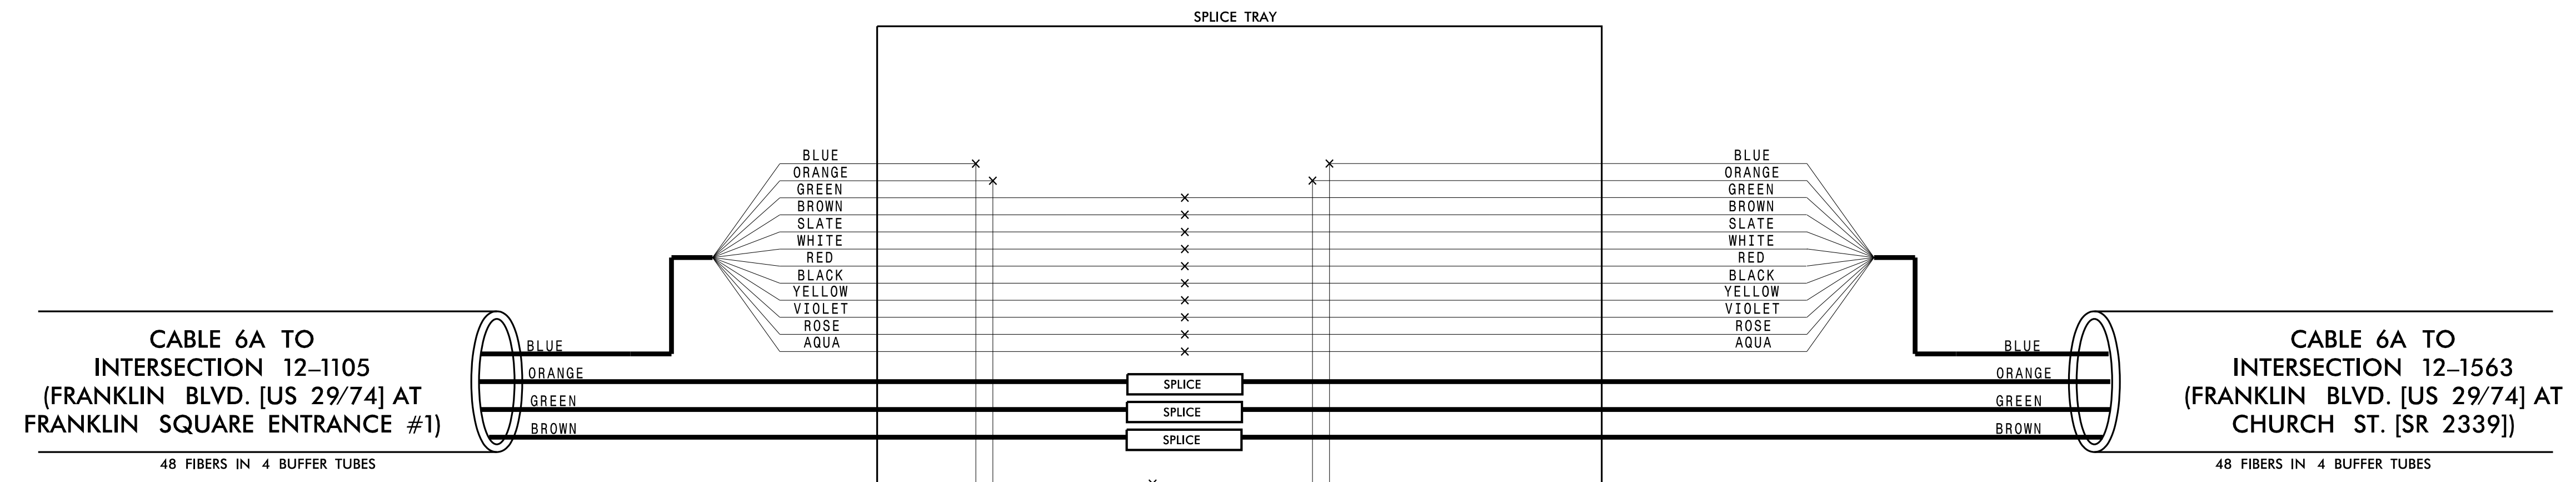 SPLICE TRAY
BLUE
ORANGE
GREEN
BROWN
SLATE
WHITE
RED
BLACK
YELLOW
VIOLET
ROSE
AQUA
BLUE
ORANGE
GREEN
BROWN
SLATE
WHITE
RED
BLACK
YELLOW
VIOLET
ROSE
AQUA
CABLE 6A TO
INTERSECTION 12-1105
(FRANKLIN BLVD. [US 29/74] AT
FRANKLIN SQUARE ENTRANCE #1)
48 FIBERS IN 4 BUFFER TUBES
BLUE
ORANGE
GREEN
BROWN
SPLICE
SPLICE
SPLICE
BLUE
ORANGE
GREEN
BROWN
CABLE 6A TO
INTERSECTION 12-1563
(FRANKLIN BLVD. [US 29/74] AT
CHURCH ST. [SR 2339])
48 FIBERS IN 4 BUFFER TUBES